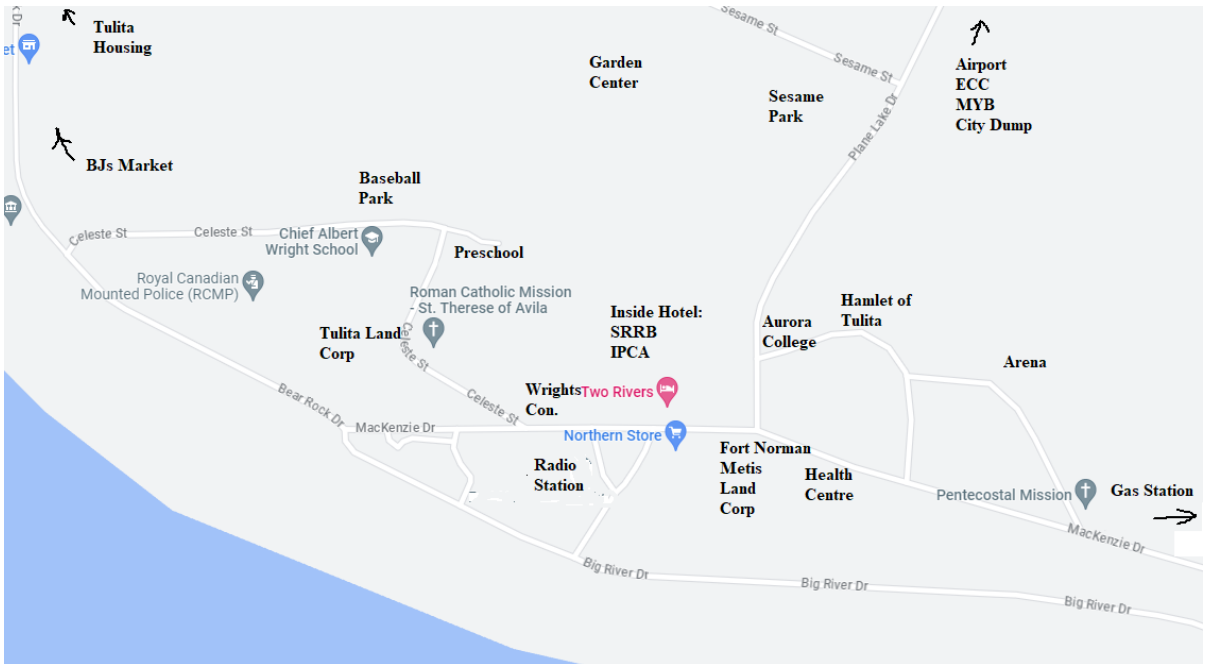 k Dr
Tulita
Housing
et
BJs Market
Garden
Center
Sesame St
Sesame St
Sesame
Park
Plane Lake Dr
Airport
ECC
MYB
City Dump
Baseball
Park
Celeste St
Celeste St
Chief Albert
Wright School
Preschool
Royal Canadian
Mounted Police (RCMP)
Roman Catholic Mission
- St. Therese of Avila
Tulita Land
Corp
Celeste St
Inside Hotel:
SRRB
IPCA
Aurora
College
Hamlet of
Tulita
Arena
Bear Rock Dr
Celeste St
Wrights
Con.
Two Rivers
MacKenzie Dr
Northern Store
Radio
Station
Fort Norman
Metis
Land
Corp
Health
Centre
Pentecostal Mission
Gas Station
MacKenzie Dr
Big River Dr
Big River Dr
Big River Dr